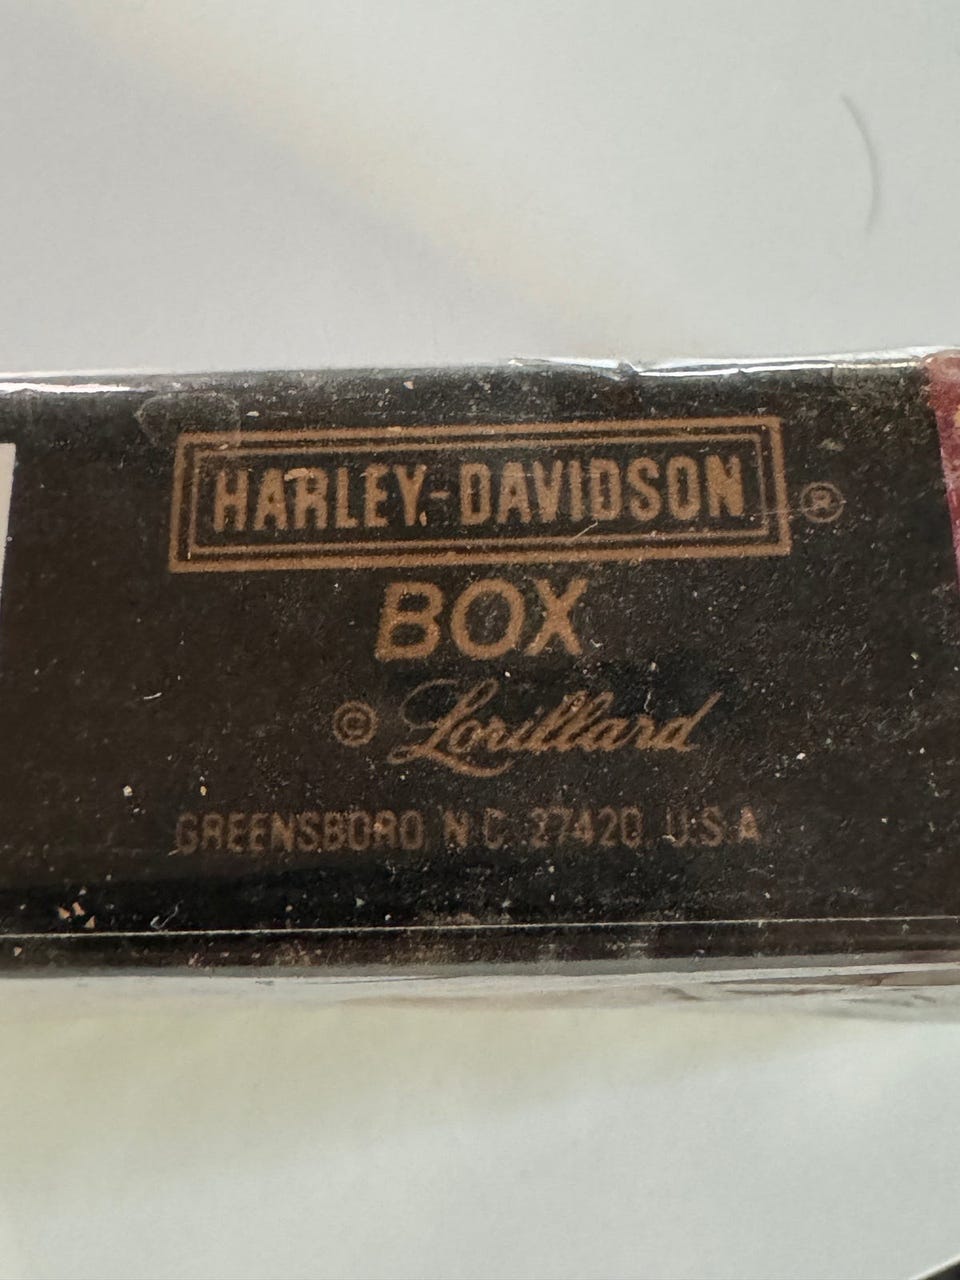 HARLEY-DAVIDSON ®
BOX
© Lorillard
GREENSBORO, N.C. 27420, U.S.A.